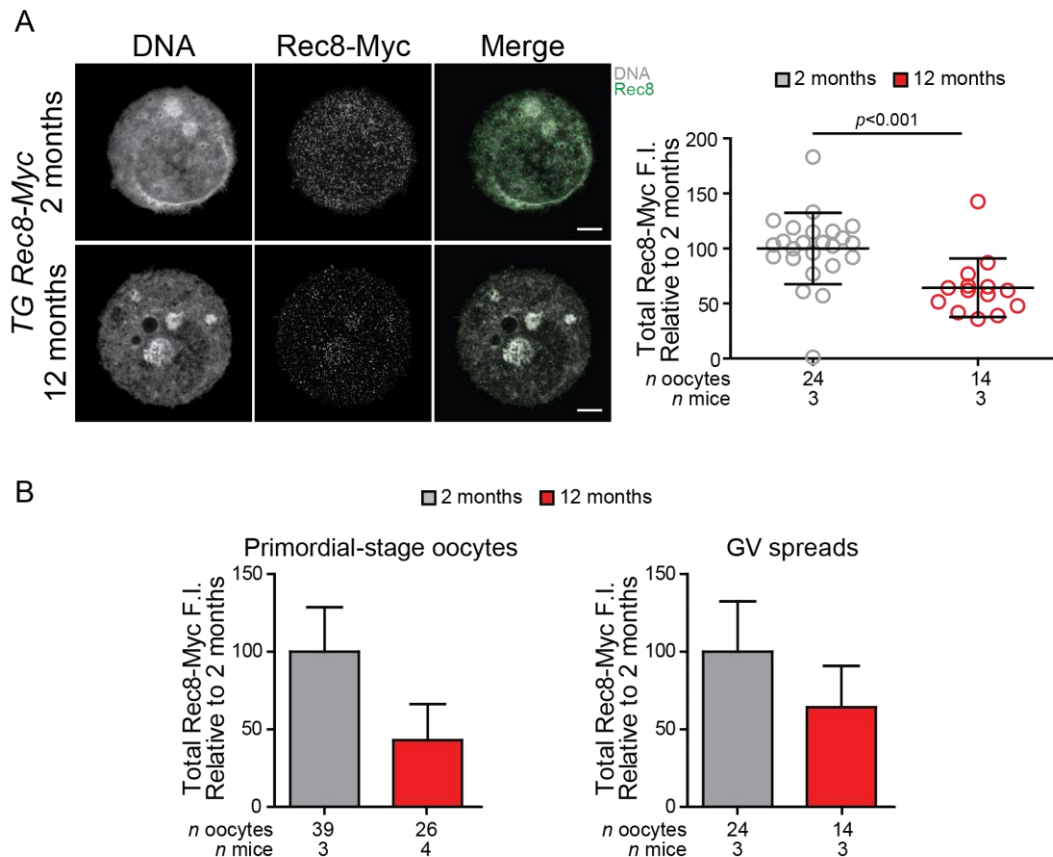 A
DNA Rec8-Myc Merge
DNA
Rec8
TG Rec8-Myc
2 months
12 months
2 months 12 months
p<0.001
Total Rec8-Myc F.I.
Relative to 2 months
200
150
100
50
0
n oocytes 24 14
n mice 3 3
B
2 months 12 months
Primordial-stage oocytes
Total Rec8-Myc F.I.
Relative to 2 months
150
100
50
0
n oocytes 39 26
n mice 3 4
GV spreads
Total Rec8-Myc F.I.
Relative to 2 months
150
100
50
0
n oocytes 24 14
n mice 3 3